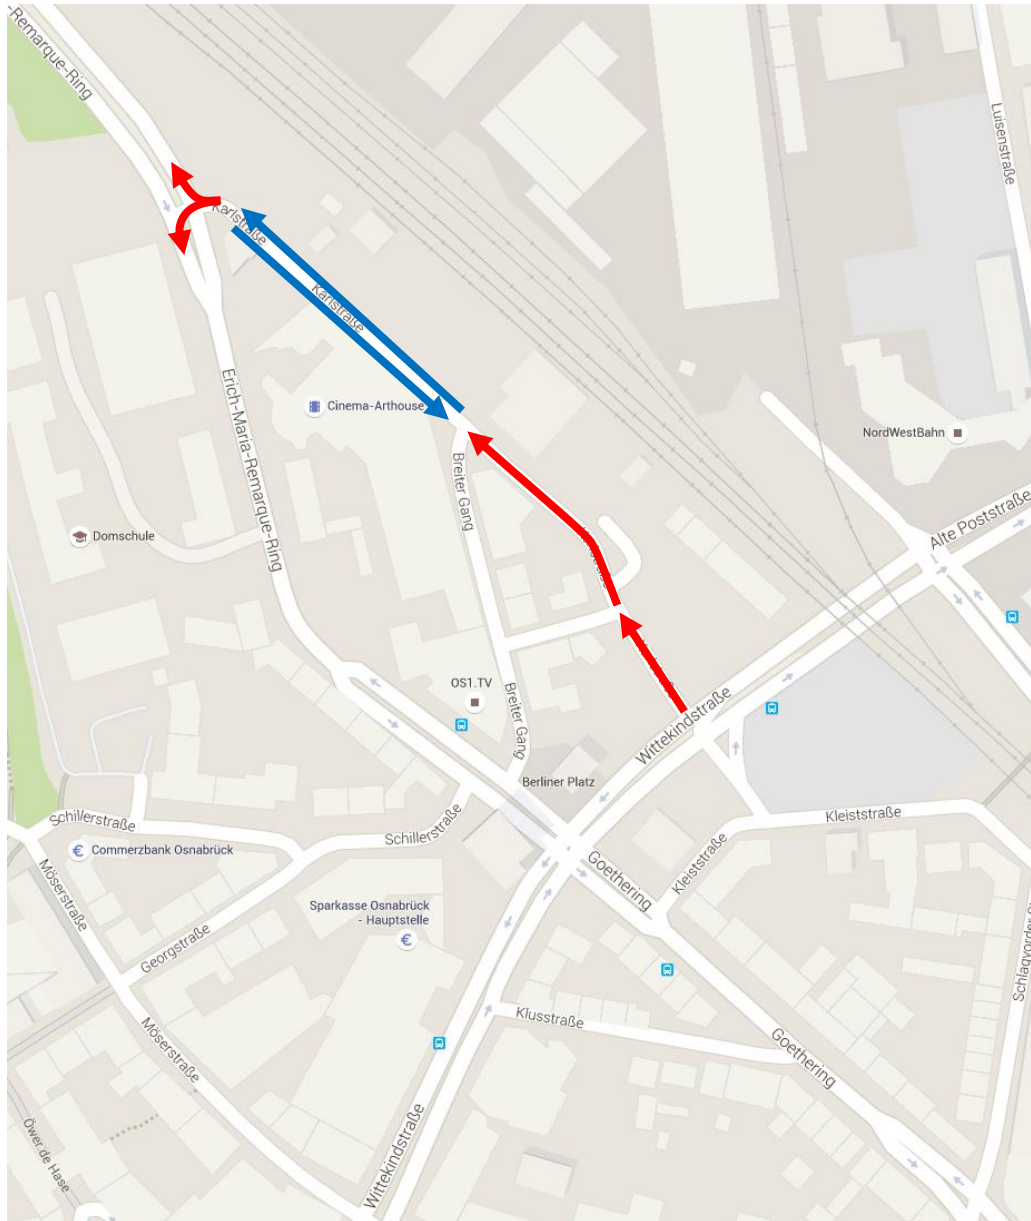 -Remarque-Ring
Luisenstraße
Karlstraße
Karlstraße
Erich-Maria-Remarque-Ring
Cinema-Arthouse
NordWestBahn
Breiter Gang
Alte Poststraße
Domschule
OS1.TV
Breiter Gang
Wittekindstraße
Berliner Platz
Schillerstraße
Kleiststraße
Schillerstraße
Commerzbank Osnabrück
Möserstraße
Kleiststraße
Goethering
Sparkasse Osnabrück
- Hauptstelle
Georgstraße
Klusstraße
Möserstraße
Goethering
Wittekindstraße
Öwer de Hase